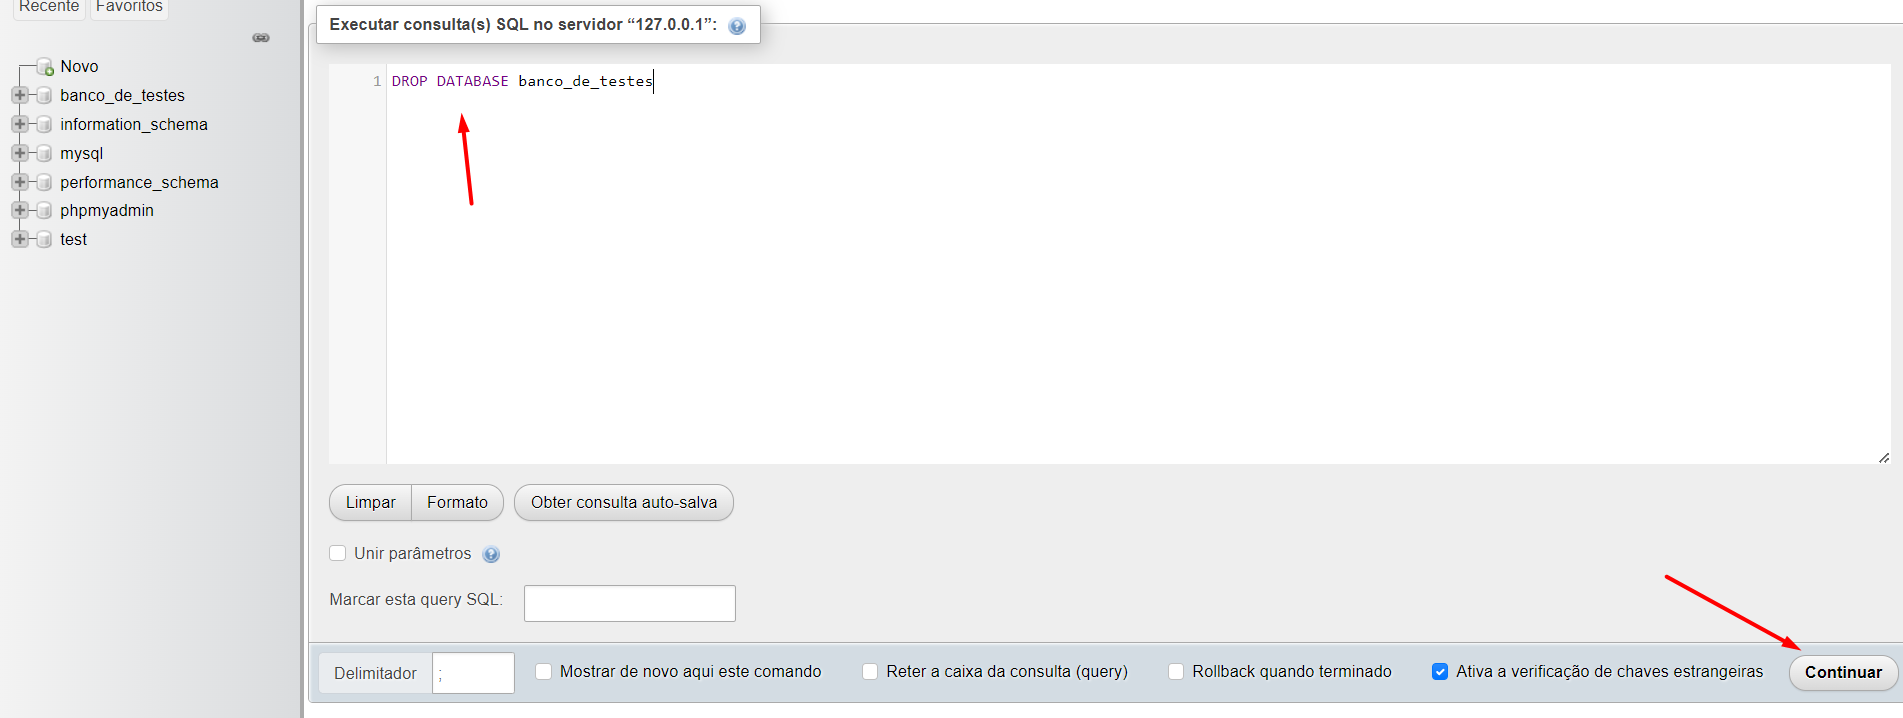 Recente Favoritos
Novo
banco_de_testes
information_schema
mysql
performance_schema
phpmyadmin
test
Executar consulta(s) SQL no servidor “127.0.0.1”:
1 DROP DATABASE banco_de_testes
Limpar Formato Obter consulta auto-salva
Unir parâmetros
Marcar esta query SQL:
Delimitador ; Mostrar de novo aqui este comando Reter a caixa da consulta (query) Rollback quando terminado Ativa a verificação de chaves estrangeiras Continuar